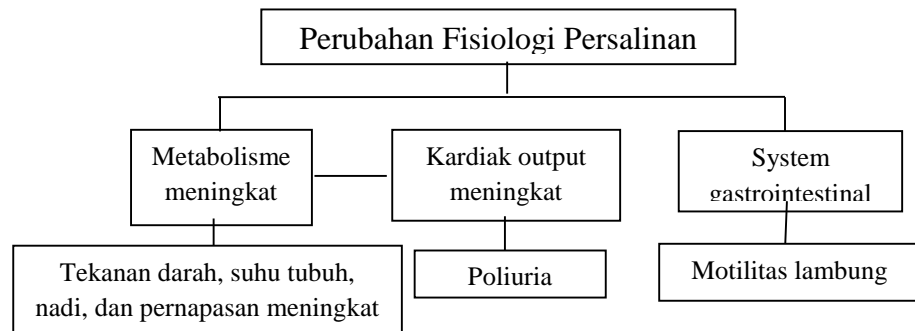 Perubahan Fisiologi Persalinan
Metabolisme
meningkat
Kardiak output
meningkat
System
gastrointestinal
Tekanan darah, suhu tubuh,
nadi, dan pernapasan meningkat
Poliuria
Motilitas lambung